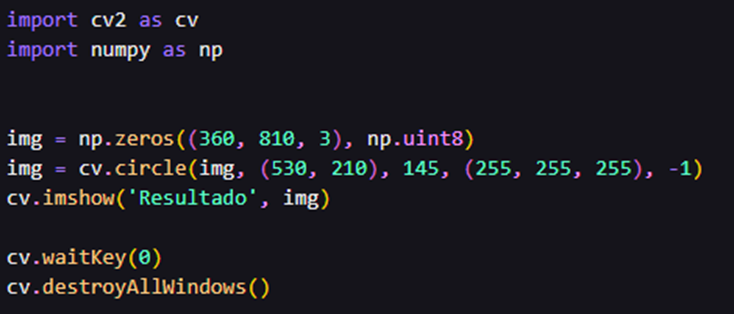 import cv2 as cv
import numpy as np
img = np.zeros((360, 810, 3), np.uint8)
img = cv.circle(img, (530, 210), 145, (255, 255, 255), -1)
cv.imshow('Resultado', img)
cv.waitKey(0)
cv.destroyAllWindows()